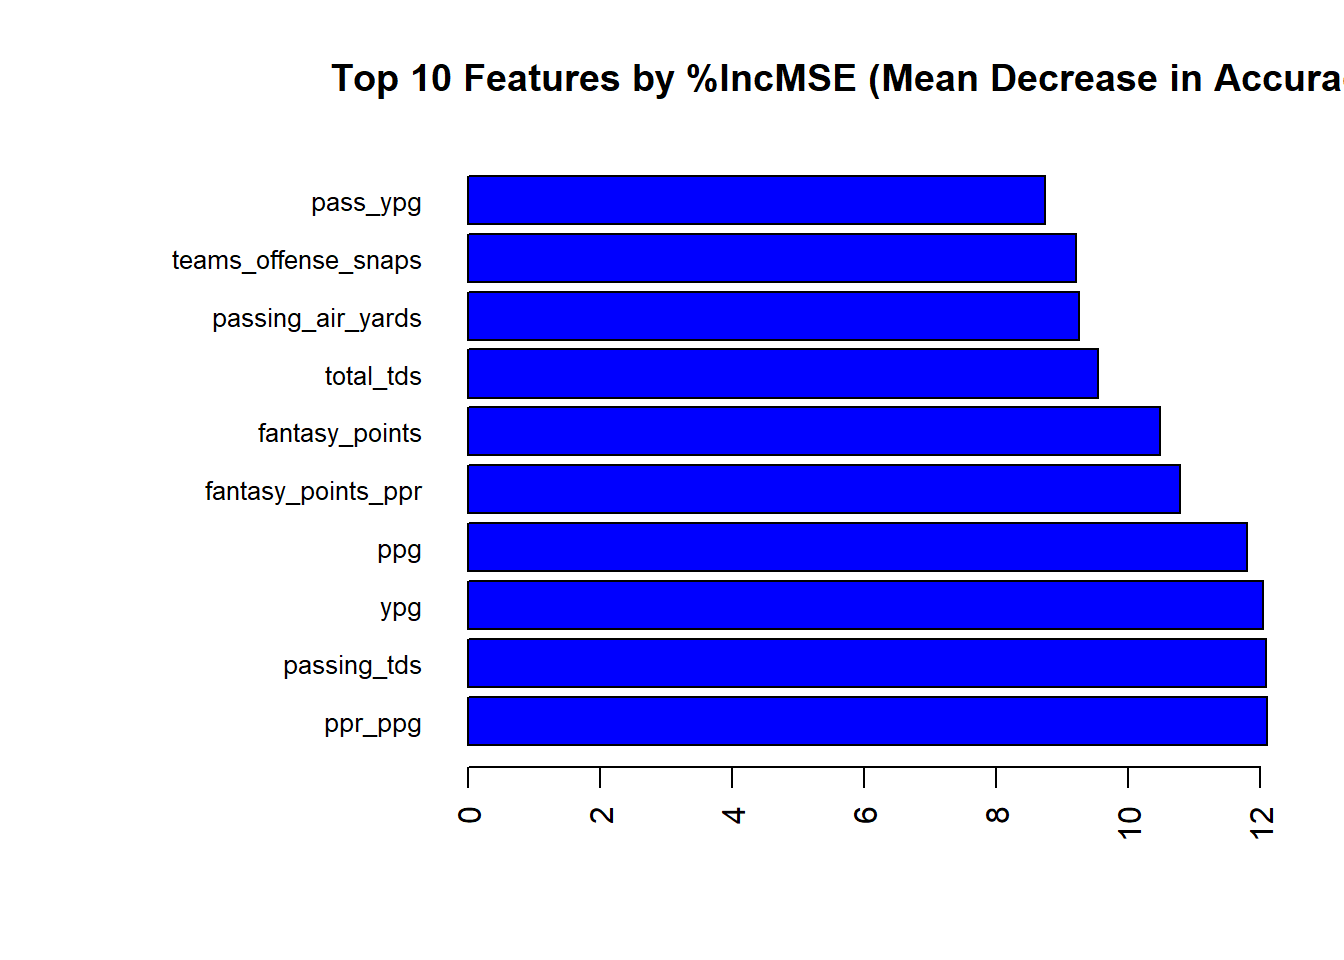 Top 10 Features by %IncMSE (Mean Decrease in Accura
pass_ypg
teams_offense_snaps
passing_air_yards
total_tds
fantasy_points
fantasy_points_ppr
ppg
ypg
passing_tds
ppr_ppg
0 2 4 6 8 10 12